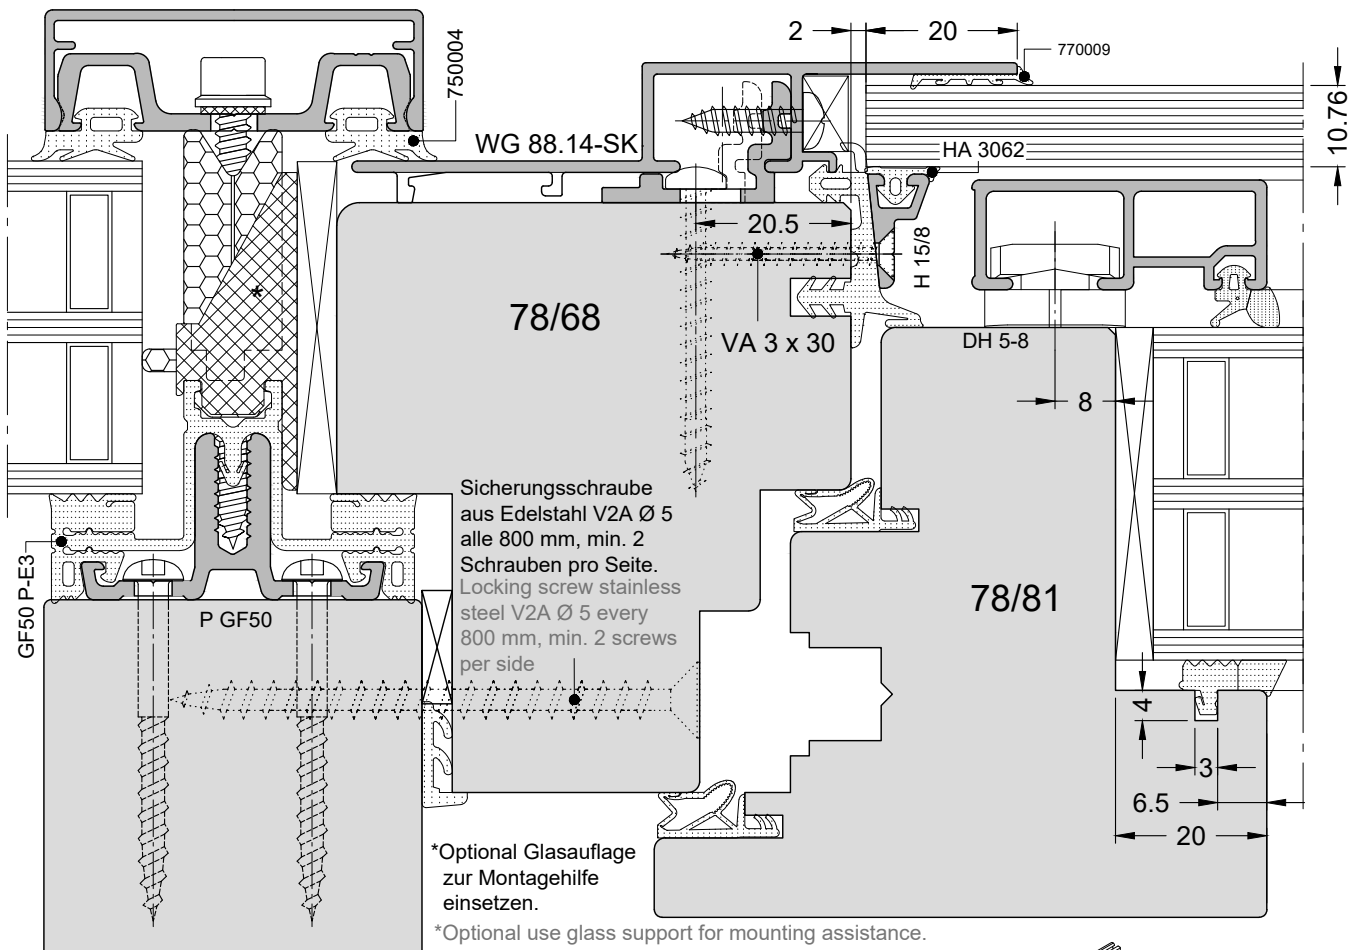 2
20
770009
750004
10.76
WG 88.14-SK
HA 3062
20.5
H 15/8
*
78/68
VA 3 x 30
DH 5-8
8
Sicherungsschraube
aus Edelstahl V2A Ø 5
alle 800 mm, min. 2
Schrauben pro Seite.
Locking screw stainless
steel V2A Ø 5 every
800 mm, min. 2 screws
per side
GF50 P-E3
P GF50
78/81
4
3
6.5
20
*Optional Glasauflage
zur Montagehilfe
einsetzen.
*Optional use glass support for mounting assistance.